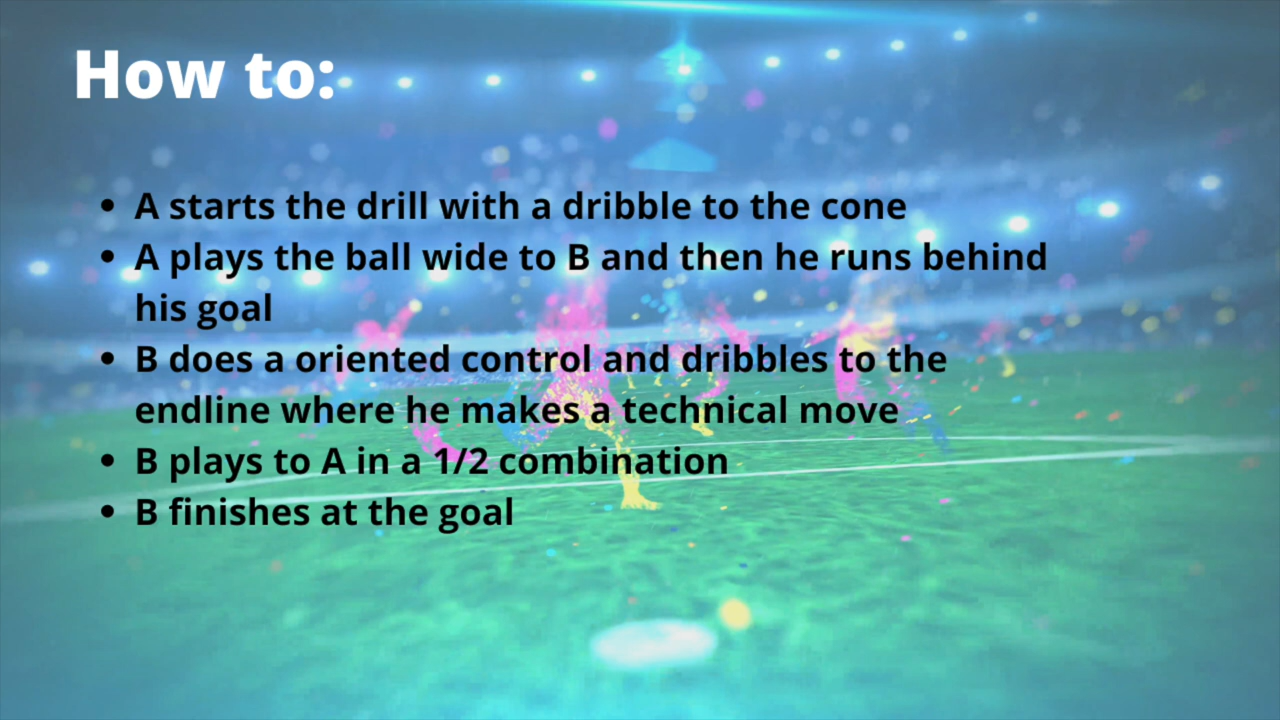 How to:
• A starts the drill with a dribble to the cone
• A plays the ball wide to B and then he runs behind
his goal
• B does a oriented control and dribbles to the
endline where he makes a technical move
• B plays to A in a 1/2 combination
• B finishes at the goal